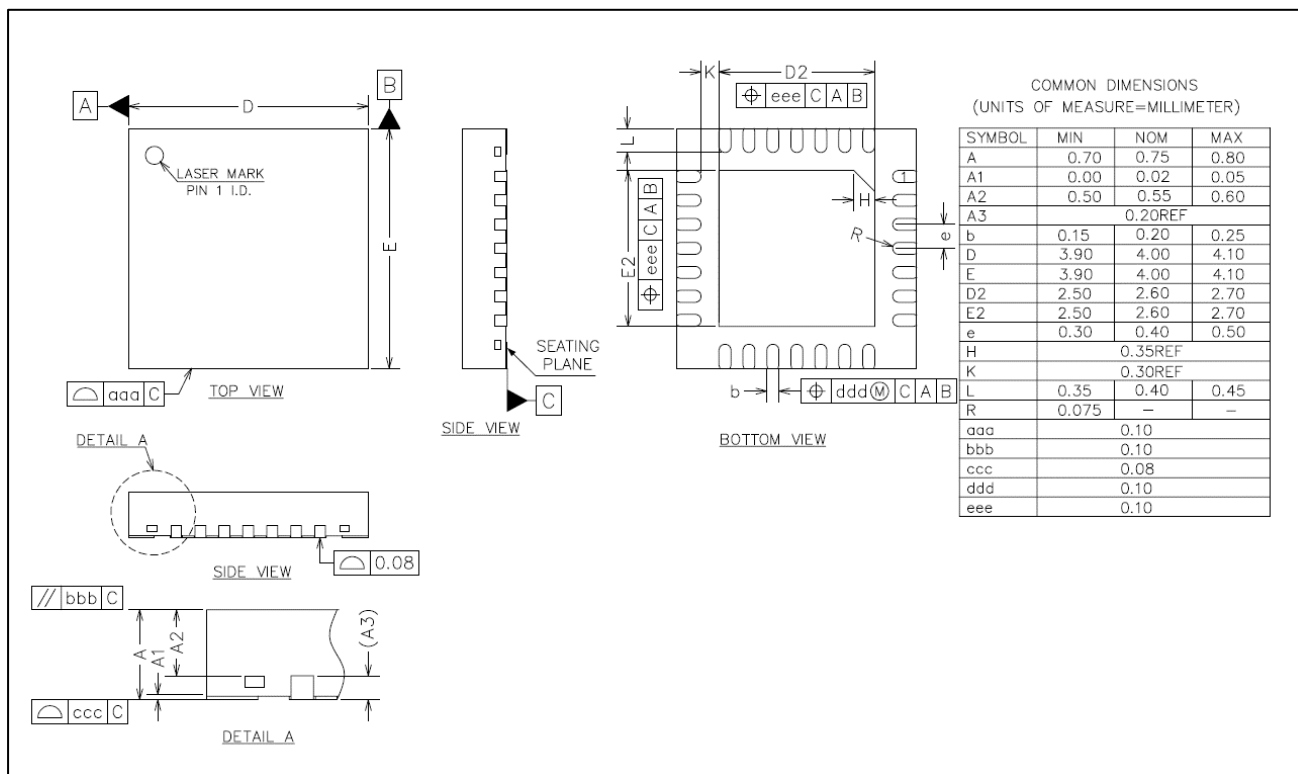 A
D
B
LASER MARK
PIN 1 I.D.
E
aaa C
TOP VIEW
SEATING
PLANE
C
SIDE VIEW
K
D2
eee C A B
L
eee C A B
E2
H
1
R
e
b
ddd M C A B
BOTTOM VIEW
COMMON DIMENSIONS
(UNITS OF MEASURE=MILLIMETER)
SYMBOL MIN NOM MAX
A 0.70 0.75 0.80
A1 0.00 0.02 0.05
A2 0.50 0.55 0.60
A3 0.20REF
b 0.15 0.20 0.25
D 3.90 4.00 4.10
E 3.90 4.00 4.10
D2 2.50 2.60 2.70
E2 2.50 2.60 2.70
e 0.30 0.40 0.50
H 0.35REF
K 0.30REF
L 0.35 0.40 0.45
R 0.075 – –
aaa 0.10
bbb 0.10
ccc 0.08
ddd 0.10
eee 0.10
DETAIL A
0.08
SIDE VIEW
// bbb C
A
A1
A2
(A3)
ccc C
DETAIL A